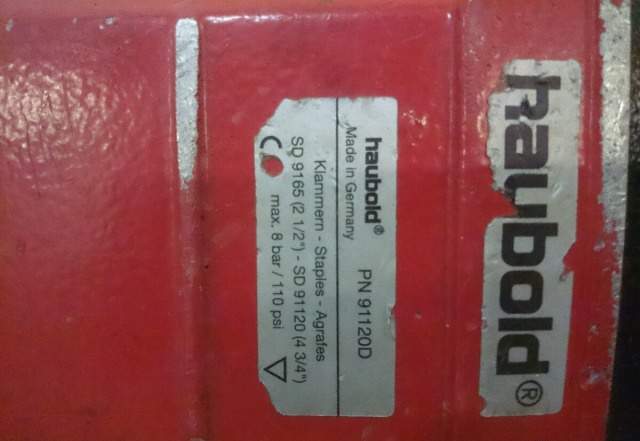 haubold®
haubold® PN 91120D
Made in Germany
Klammern - Staples - Agrafes
SD 9165 (2 1/2") - SD 91120 (4 3/4")
max. 8 bar / 110 psi